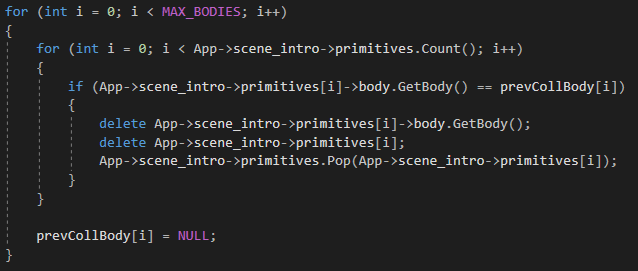 for (int i = 0; i < MAX_BODIES; i++)
{
    for (int i = 0; i < App->scene_intro->primitives.Count(); i++)
    {
        if (App->scene_intro->primitives[i]->body.GetBody() == prevCollBody[i])
        {
            delete App->scene_intro->primitives[i]->body.GetBody();
            delete App->scene_intro->primitives[i];
            App->scene_intro->primitives.Pop(App->scene_intro->primitives[i]);
        }
    }

    prevCollBody[i] = NULL;
}